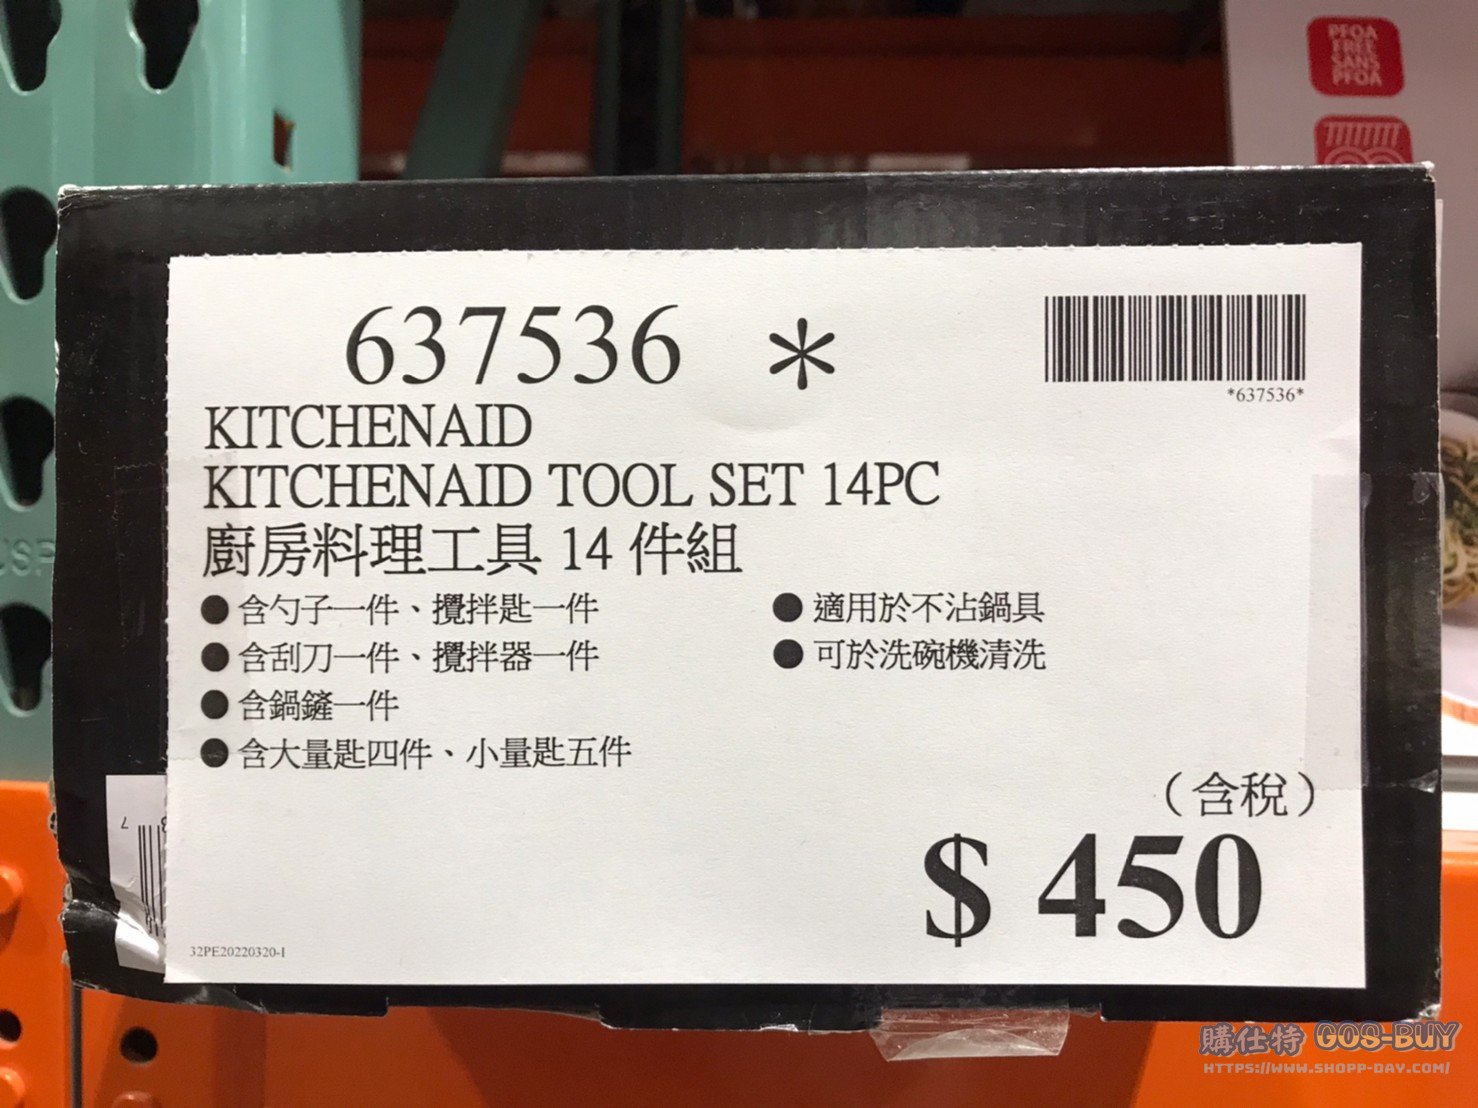 PFOA
FREE
SANS
PFOA
637536 *
*637536*
KITCHENAID
KITCHENAID TOOL SET 14PC
廚房料理工具 14 件組
●含勺子一件、攪拌匙一件
●含刮刀一件、攪拌器一件
●含鍋鏟一件
●含大量匙四件、小量匙五件
●適用於不沾鍋具
●可於洗碗機清洗
（含稅）
$ 450
32PE20220320-I
7
購仕特 GOS-BUY
HTTPS://WWW.SHOPP-DAY.COM/